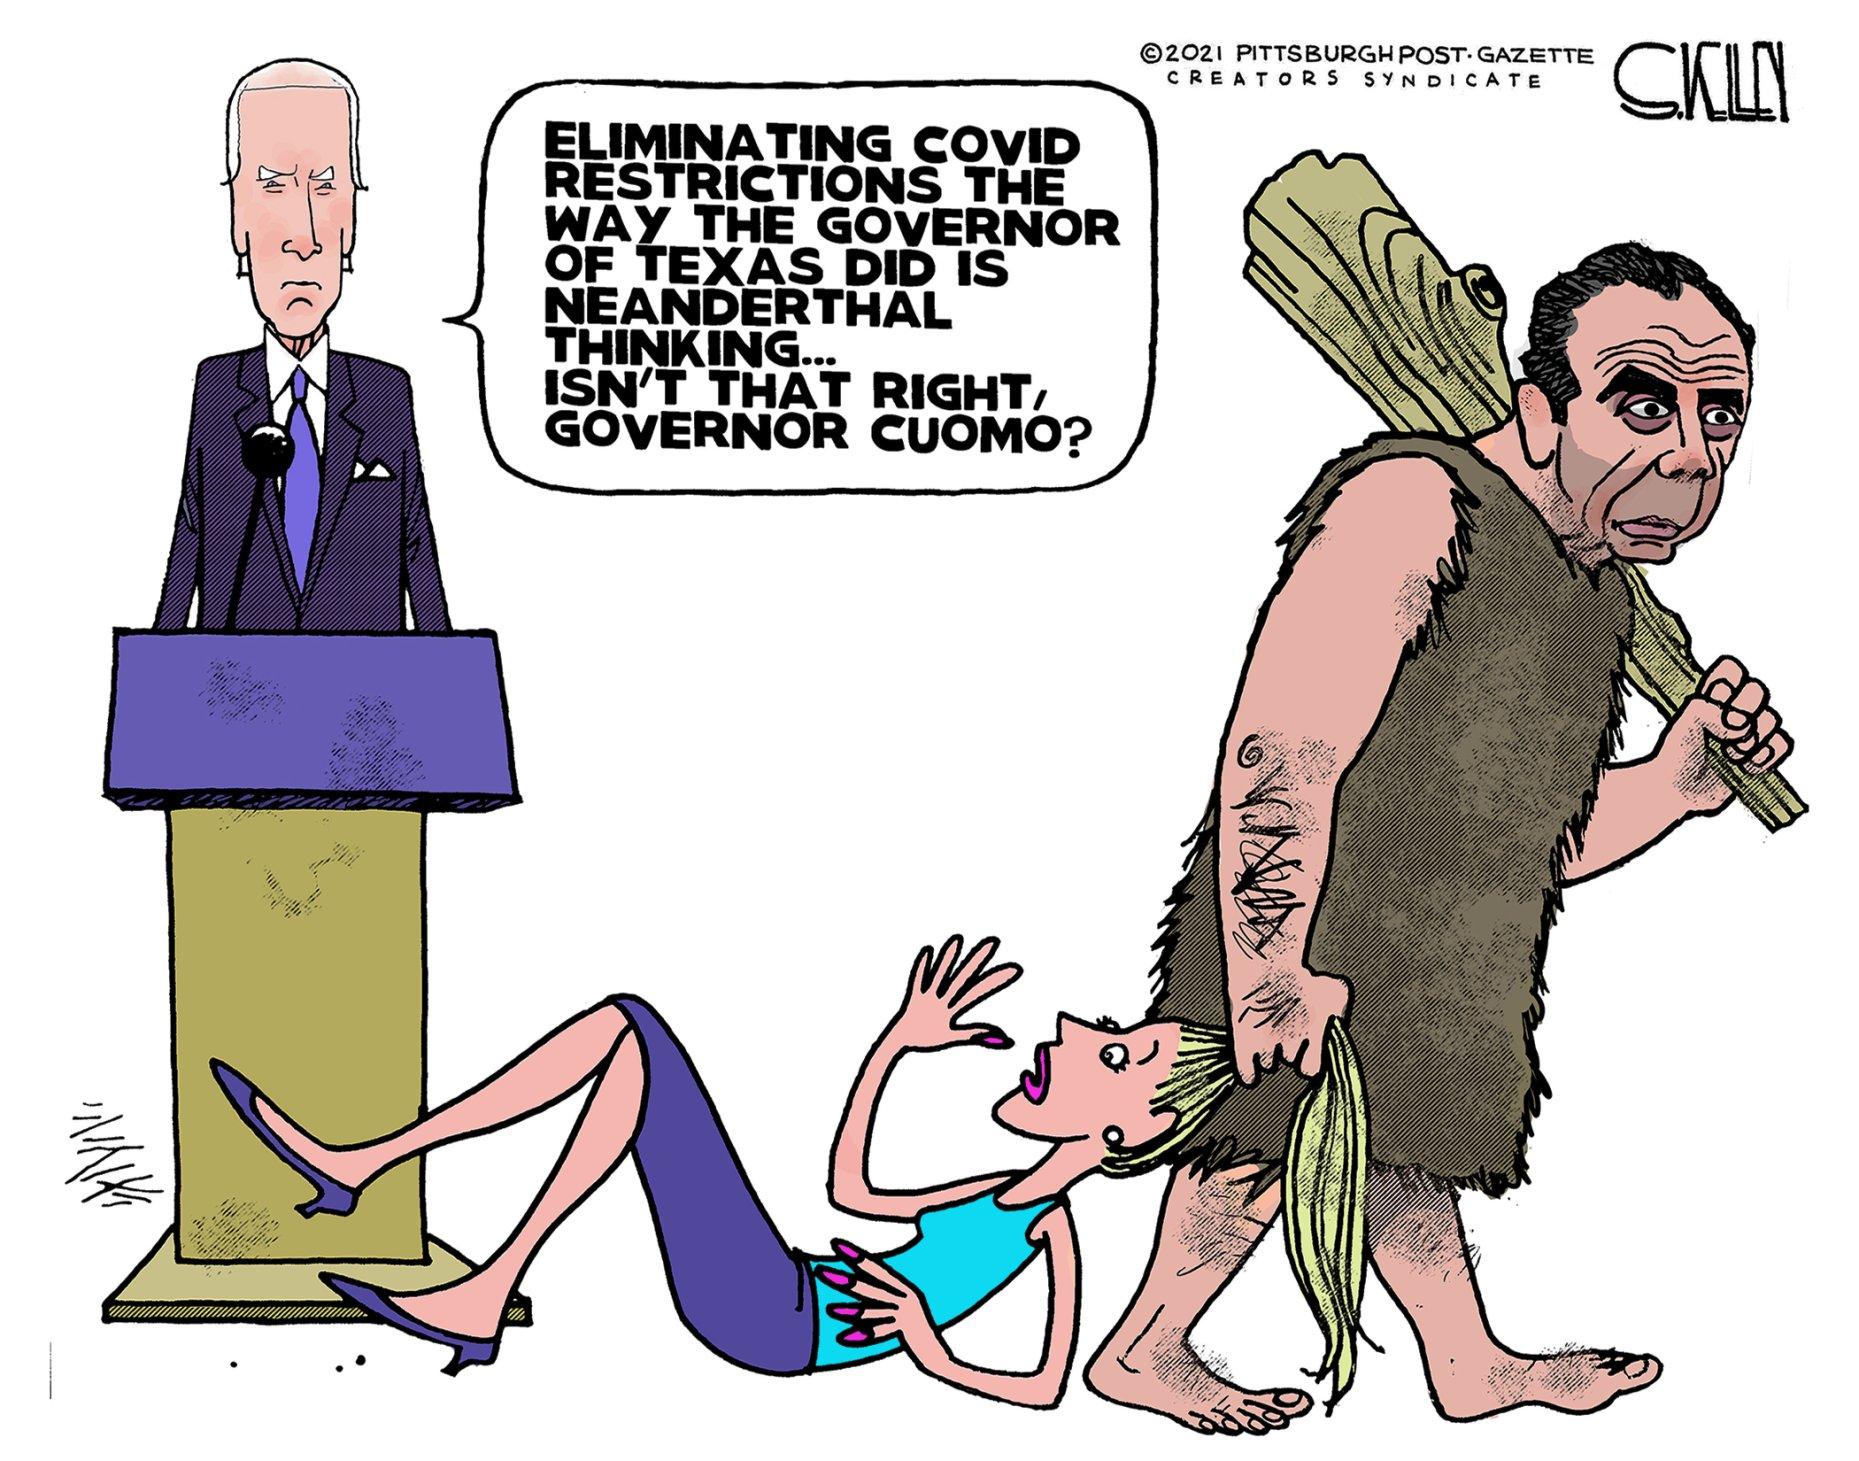 ©2021 PITTSBURGH POST-GAZETTE
CREATORS SYNDICATE
S.KELLEY
ELIMINATING COVID
RESTRICTIONS THE
WAY THE GOVERNOR
OF TEXAS DID IS
NEANDERTHAL
THINKING...
ISN'T THAT RIGHT,
GOVERNOR CUOMO?